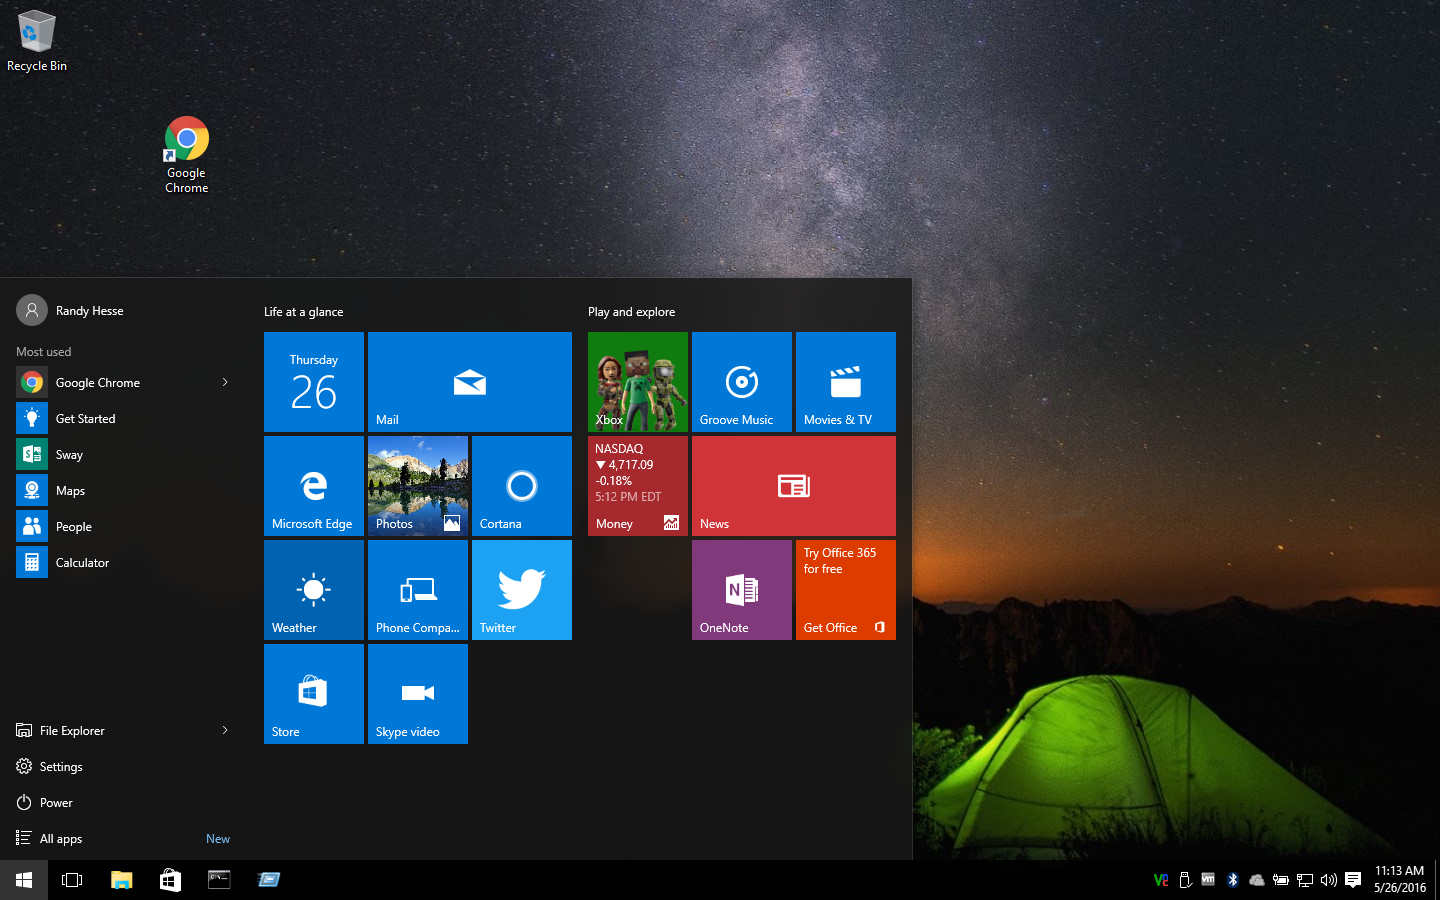 Recycle Bin
Google
Chrome
Randy Hesse
Most used
Google Chrome
Get Started
Sway
Maps
People
Calculator
File Explorer
Settings
Power
All apps
New
Life at a glance
Thursday
26
Mail
Microsoft Edge
Photos
Cortana
Weather
Phone Compa...
Twitter
Store
Skype video
Play and explore
Xbox
Groove Music
Movies & TV
NASDAQ
▼ 4,717.09
-0.18%
5:12 PM EDT
Money
News
OneNote
Try Office 365
for free
Get Office
11:13 AM
5/26/2016